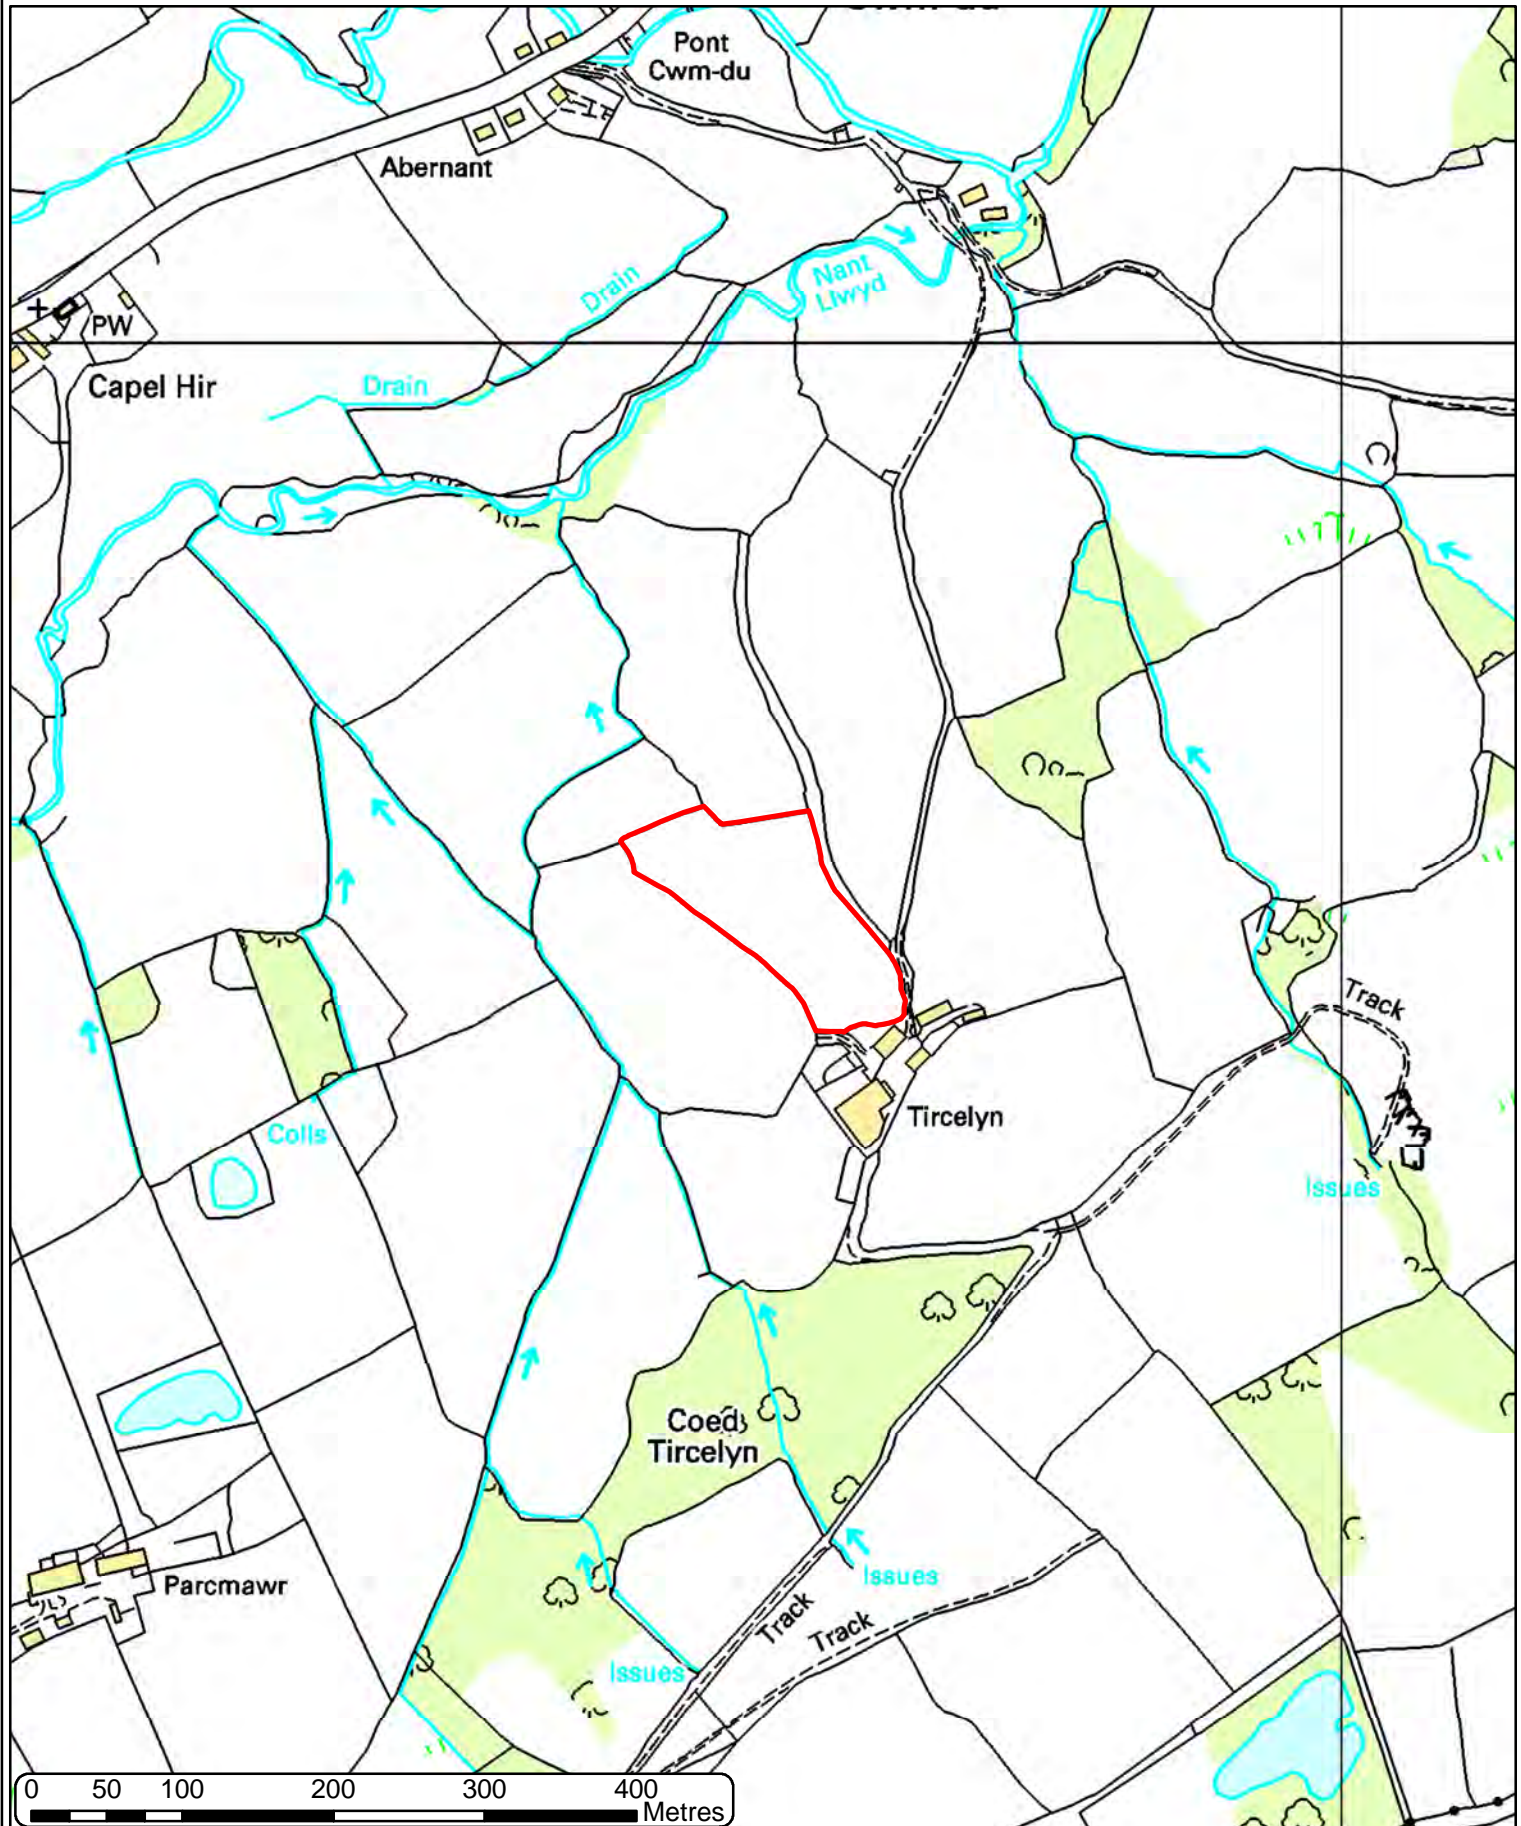 Pont
Cwm-du
Abernant
Drain
Nant
Llwyd
PW
Capel Hir
Drain
Track
Tircelyn
Colls
Issues
Coed
Tircelyn
Parcmawr
Issues
Track
Track
Issues
0 50 100 200 300 400
Metres